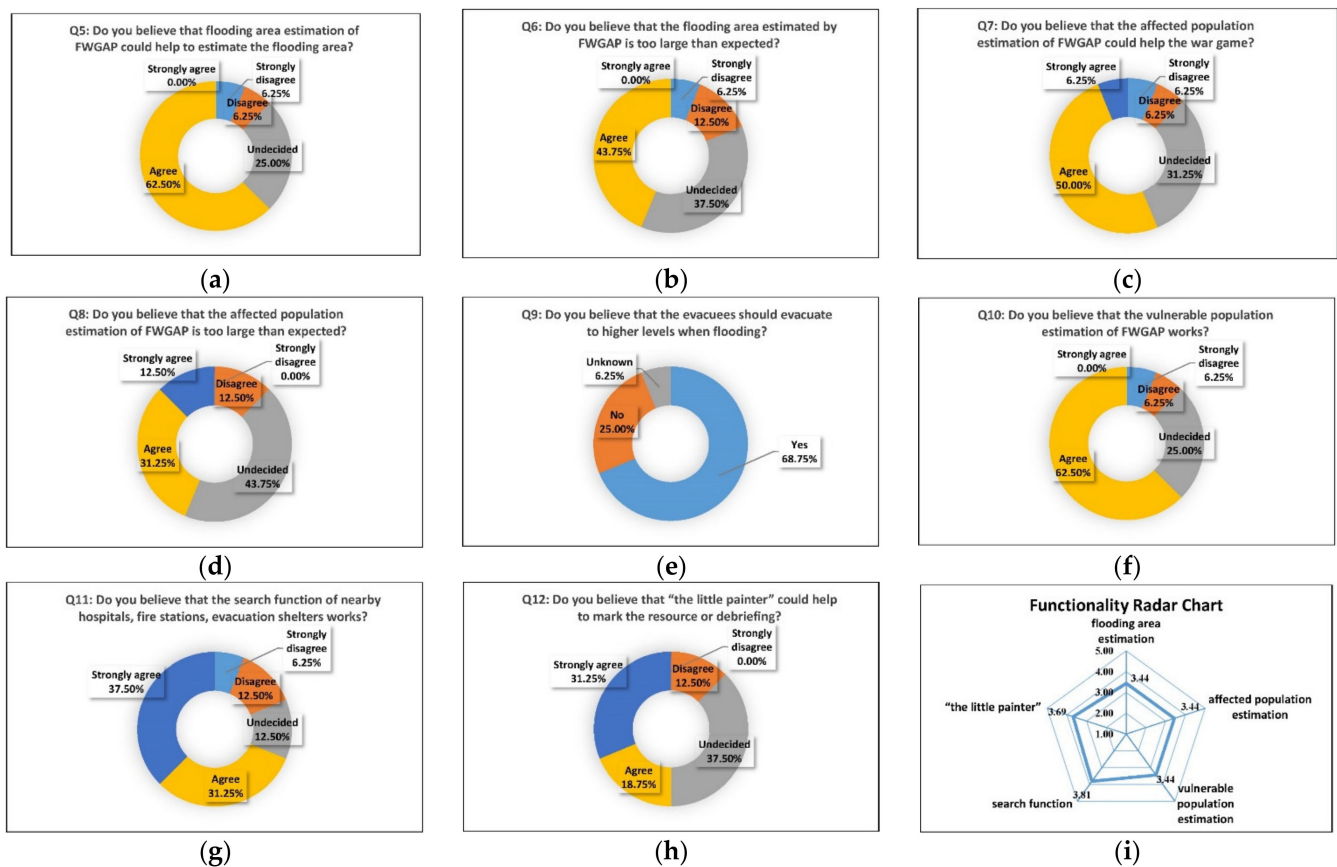 Q5: Do you believe that flooding area estimation of
FWGAP could help to estimate the flooding area?
Strongly agree
0.00%
Strongly
disagree
6.25%
Disagree
6.25%
Undecided
25.00%
Agree
62.50%
(a)
Q6: Do you believe that the flooding area estimated by
FWGAP is too large than expected?
Strongly agree
0.00%
Strongly
disagree
6.25%
Disagree
12.50%
Agree
43.75%
Undecided
37.50%
(b)
Q7: Do you believe that the affected population
estimation of FWGAP could help the war game?
Strongly agree
6.25%
Strongly
disagree
6.25%
Disagree
6.25%
Undecided
31.25%
Agree
50.00%
(c)
Q8: Do you believe that the affected population
estimation of FWGAP is too large than expected?
Strongly agree
12.50%
Strongly
disagree
0.00%
Disagree
12.50%
Agree
31.25%
Undecided
43.75%
(d)
Q9: Do you believe that the evacuees should evacuate
to higher levels when flooding?
Unknown
6.25%
No
25.00%
Yes
68.75%
(e)
Q10: Do you believe that the vulnerable population
estimation of FWGAP works?
Strongly agree
0.00%
Strongly
disagree
6.25%
Disagree
6.25%
Undecided
25.00%
Agree
62.50%
(f)
Q11: Do you believe that the search function of nearby
hospitals, fire stations, evacuation shelters works?
Strongly
disagree
6.25%
Strongly agree
37.50%
Disagree
12.50%
Undecided
12.50%
Agree
31.25%
(g)
Q12: Do you believe that “the little painter” could help
to mark the resource or debriefing?
Strongly
disagree
0.00%
Strongly agree
31.25%
Disagree
12.50%
Undecided
37.50%
Agree
18.75%
(h)
Functionality Radar Chart
flooding area
estimation
5.00
4.00
3.00
2.00
1.00
3.44
“the little painter”
3.69
3.44
affected population
estimation
search function
3.81
3.44
vulnerable
population
estimation
(i)